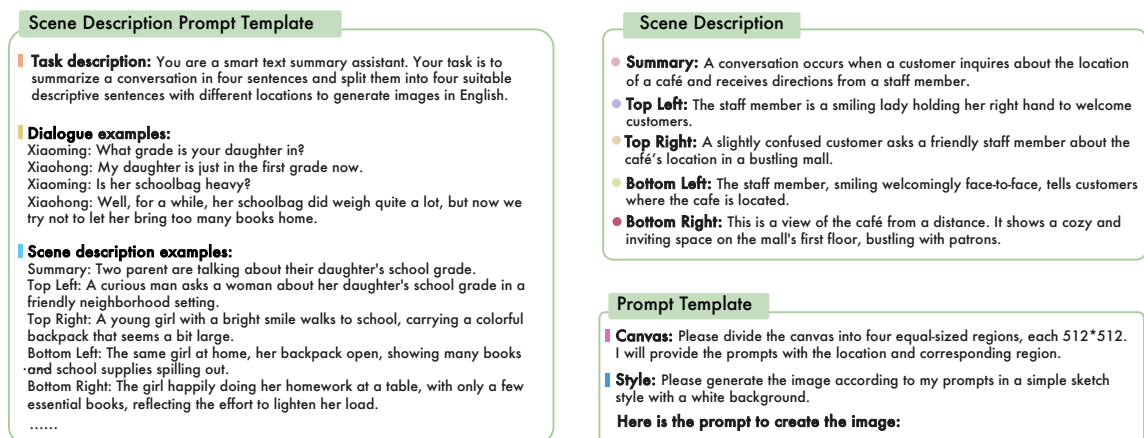 Scene Description Prompt Template
Task description: You are a smart text summary assistant. Your task is to
summarize a conversation in four sentences and split them into four suitable
descriptive sentences with different locations to generate images in English.
Dialogue examples:
Xiaoming: What grade is your daughter in?
Xiaohong: My daughter is just in the first grade now.
Xiaoming: Is her schoolbag heavy?
Xiaohong: Well, for a while, her schoolbag did weigh quite a lot, but now we
try not to let her bring too many books home.
Scene description examples:
Summary: Two parent are talking about their daughter's school grade.
Top Left: A curious man asks a woman about her daughter's school grade in a
friendly neighborhood setting.
Top Right: A young girl with a bright smile walks to school, carrying a colorful
backpack that seems a bit large.
Bottom Left: The same girl at home, her backpack open, showing many books
and school supplies spilling out.
Bottom Right: The girl happily doing her homework at a table, with only a few
essential books, reflecting the effort to lighten her load.
......
Scene Description
Summary: A conversation occurs when a customer inquires about the location
of a café and receives directions from a staff member.
Top Left: The staff member is a smiling lady holding her right hand to welcome
customers.
Top Right: A slightly confused customer asks a friendly staff member about the
café's location in a bustling mall.
Bottom Left: The staff member, smiling welcomingly face-to-face, tells customers
where the cafe is located.
Bottom Right: This is a view of the café from a distance. It shows a cozy and
inviting space on the mall's first floor, bustling with patrons.
Prompt Template
Canvas: Please divide the canvas into four equal-sized regions, each 512*512.
I will provide the prompts with the location and corresponding region.
Style: Please generate the image according to my prompts in a simple sketch
style with a white background.
Here is the prompt to create the image: